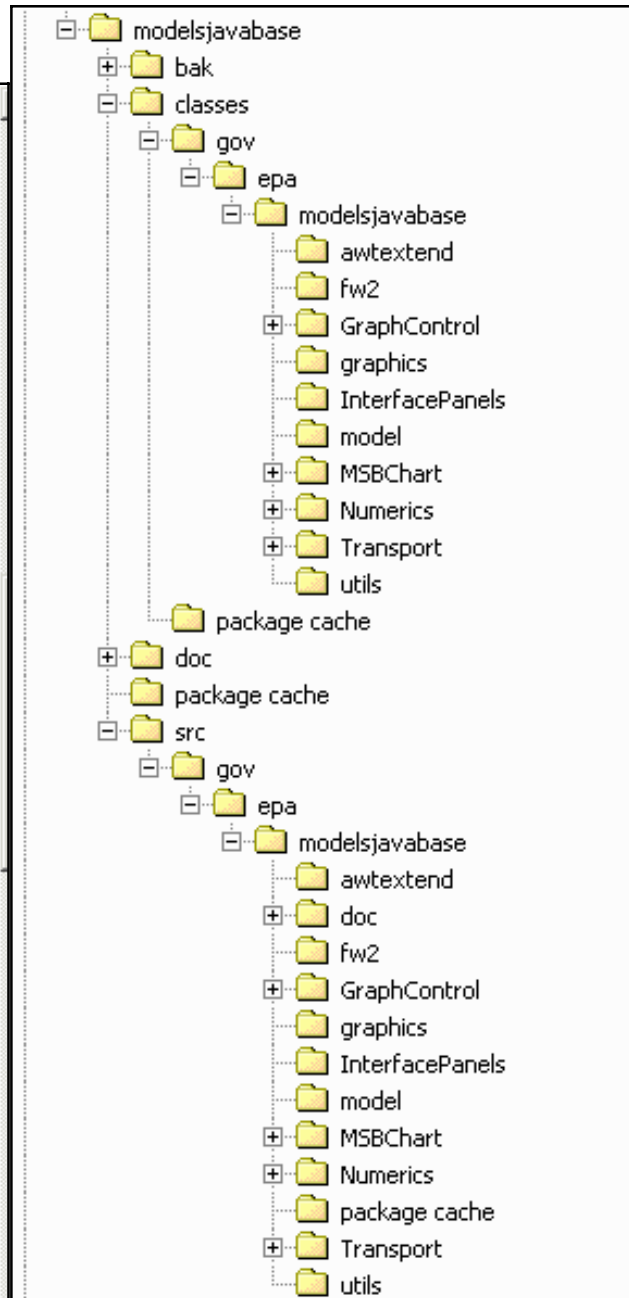 modelsjavabase
bak
classes
gov
epa
modelsjavabase
awtextend
fw2
GraphControl
graphics
InterfacePanels
model
MSBChart
Numerics
Transport
utils
package cache
doc
package cache
src
gov
epa
modelsjavabase
awtextend
doc
fw2
GraphControl
graphics
InterfacePanels
model
MSBChart
Numerics
package cache
Transport
utils